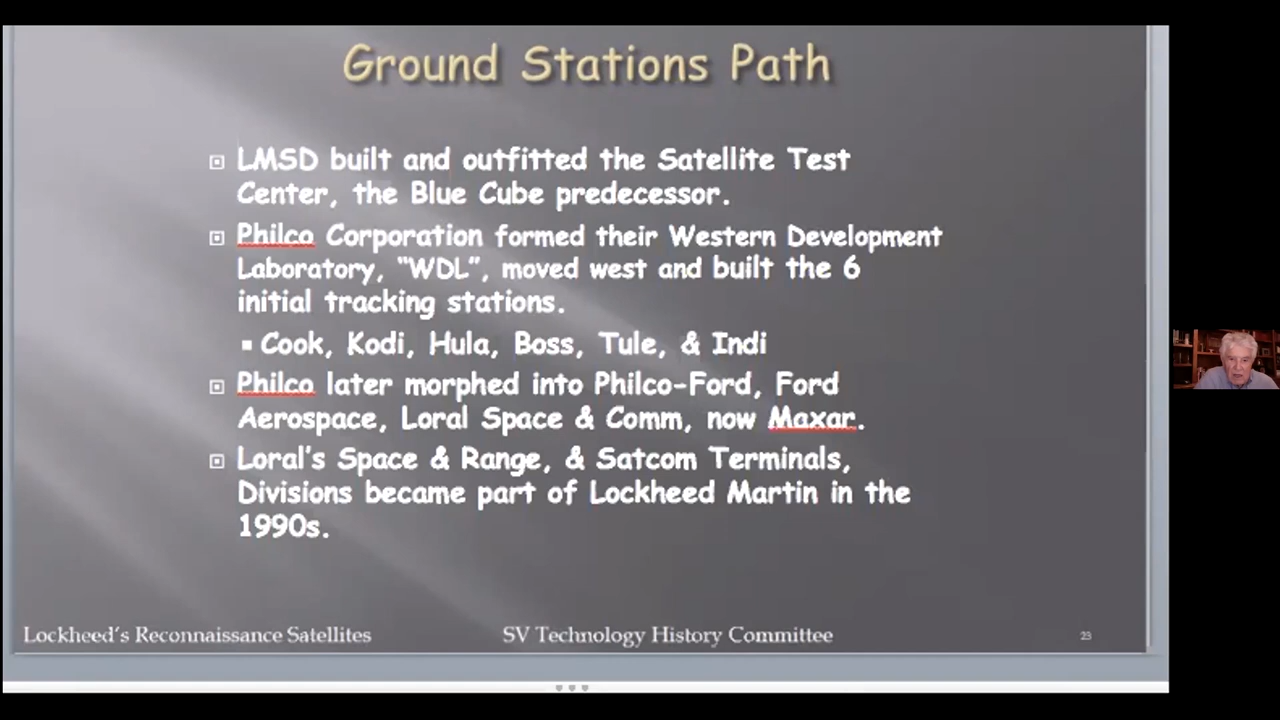 Ground Stations Path
LMSD built and outfitted the Satellite Test
Center, the Blue Cube predecessor.
Philco Corporation formed their Western Development
Laboratory, “WDL”, moved west and built the 6
initial tracking stations.
Cook, Kodi, Hula, Boss, Tule, & Indi
Philco later morphed into Philco-Ford, Ford
Aerospace, Loral Space & Comm, now Maxar.
Loral’s Space & Range, & Satcom Terminals,
Divisions became part of Lockheed Martin in the
1990s.
Lockheed’s Reconnaissance Satellites
SV Technology History Committee
23